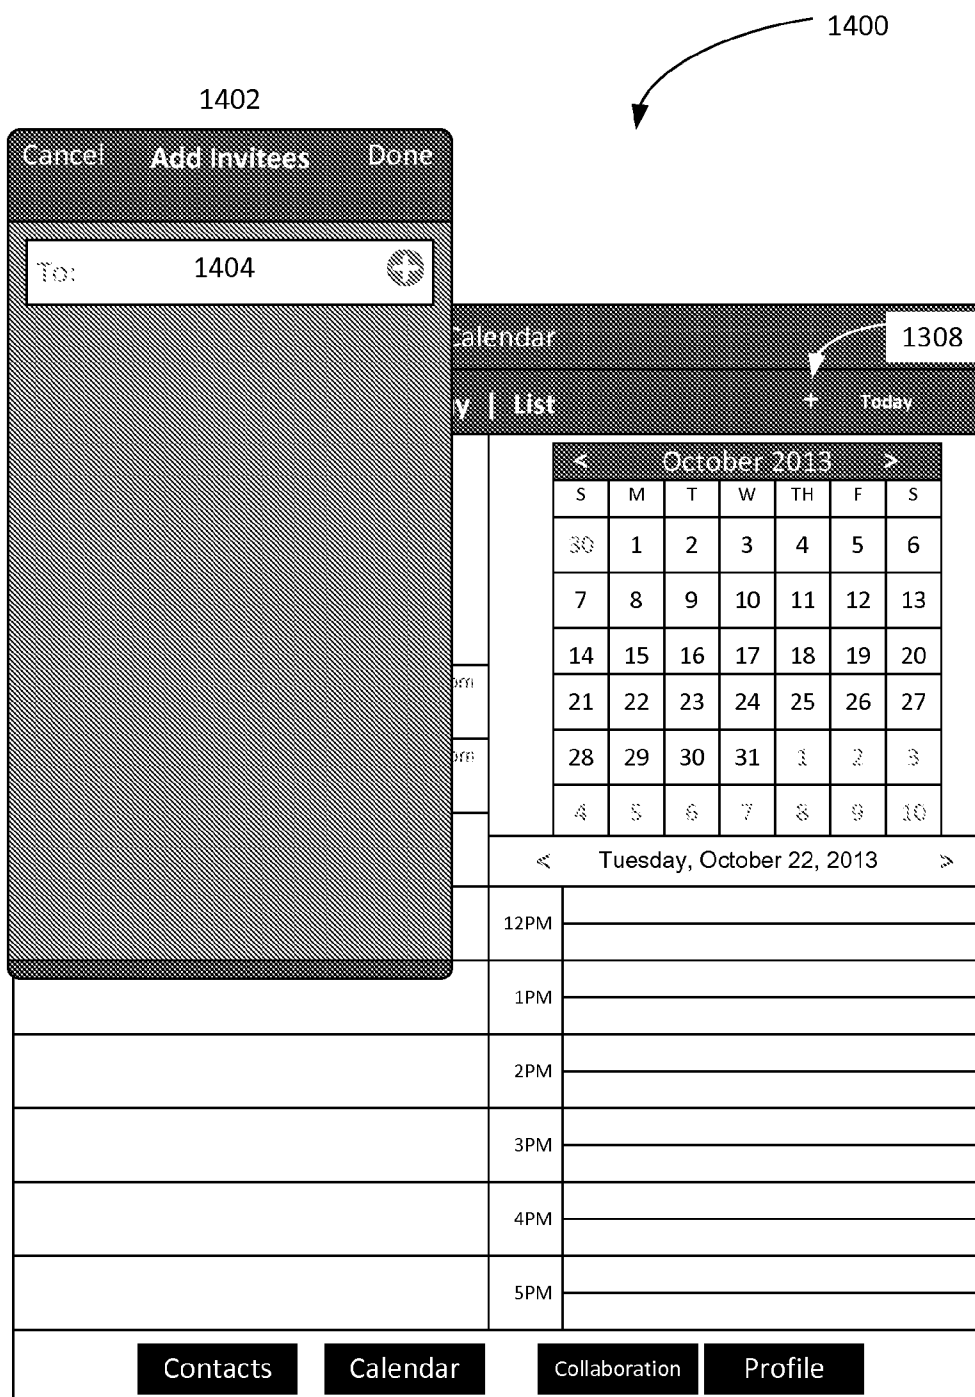 1400
1402
Cancel Add Invitees Done
To: 1404 +
Calendar 1308
y | List + Today
< October 2013 >
S M T W TH F S
30 1 2 3 4 5 6
7 8 9 10 11 12 13
14 15 16 17 18 19 20
21 22 23 24 25 26 27
28 29 30 31 1 2 3
4 5 6 7 8 9 10
pm
pm
< Tuesday, October 22, 2013 >
12PM
1PM
2PM
3PM
4PM
5PM
Contacts Calendar Collaboration Profile